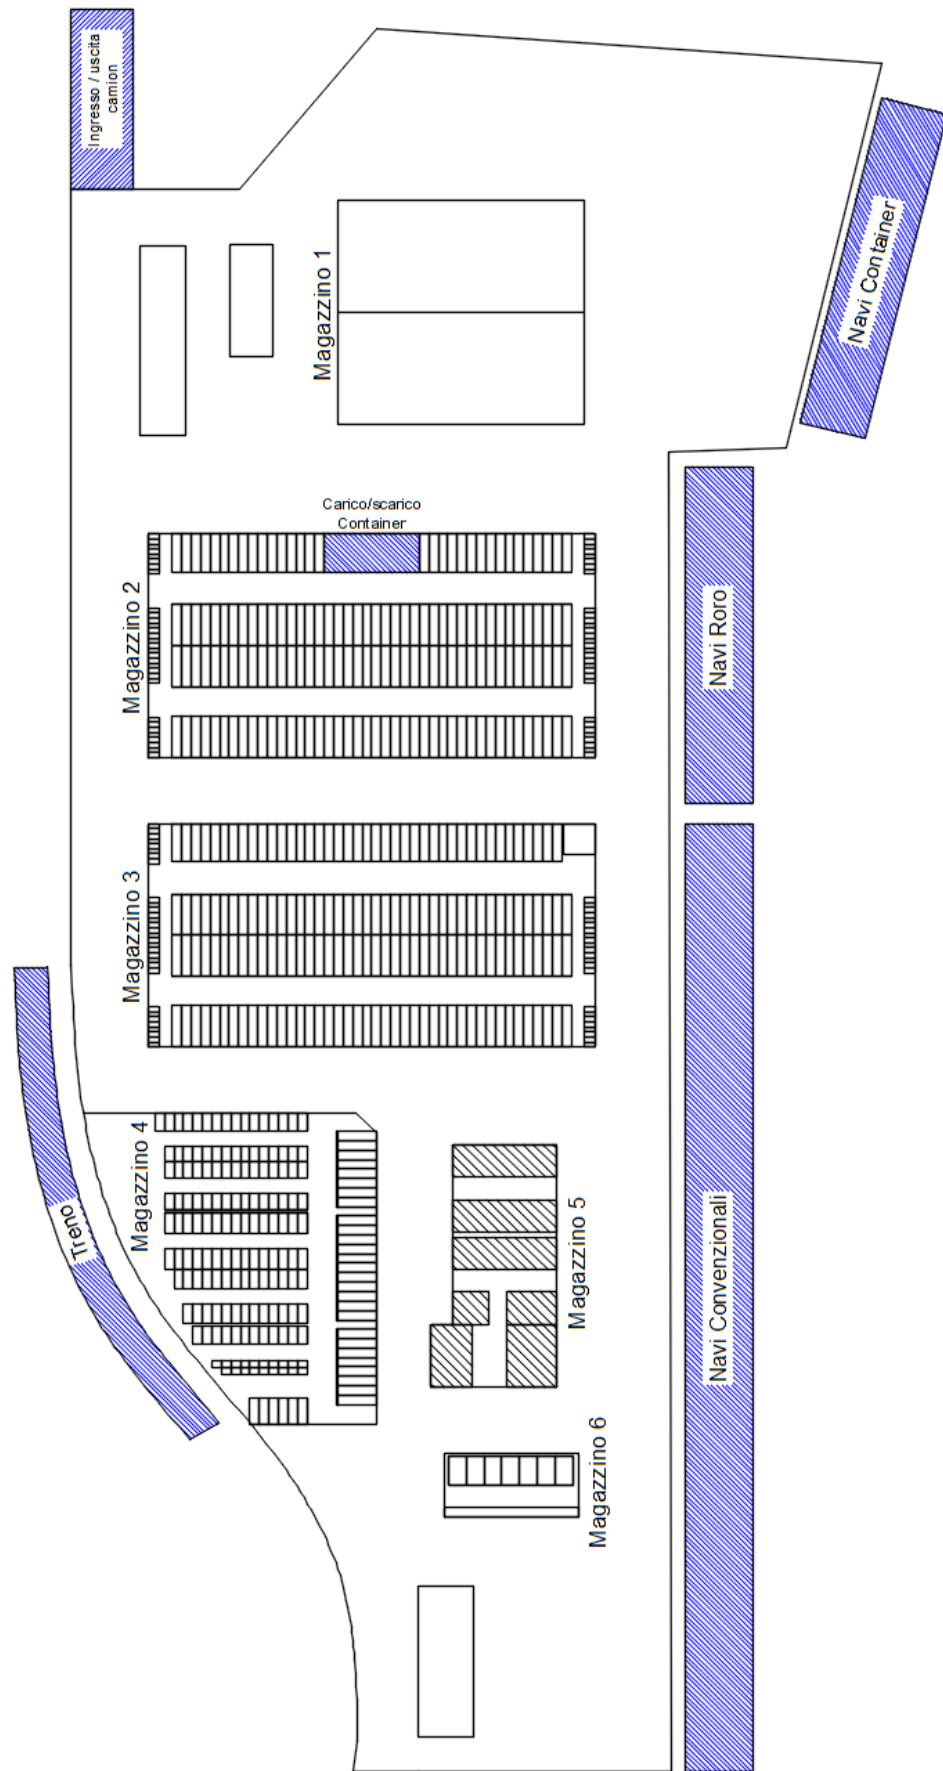 Ingresso / uscita
camion
Magazzino 1
Navi Container
Carico/scarico
Container
Magazzino 2
Navi Roro
Magazzino 3
Magazzino 4
Treno
Magazzino 5
Navi Convenzionali
Magazzino 6